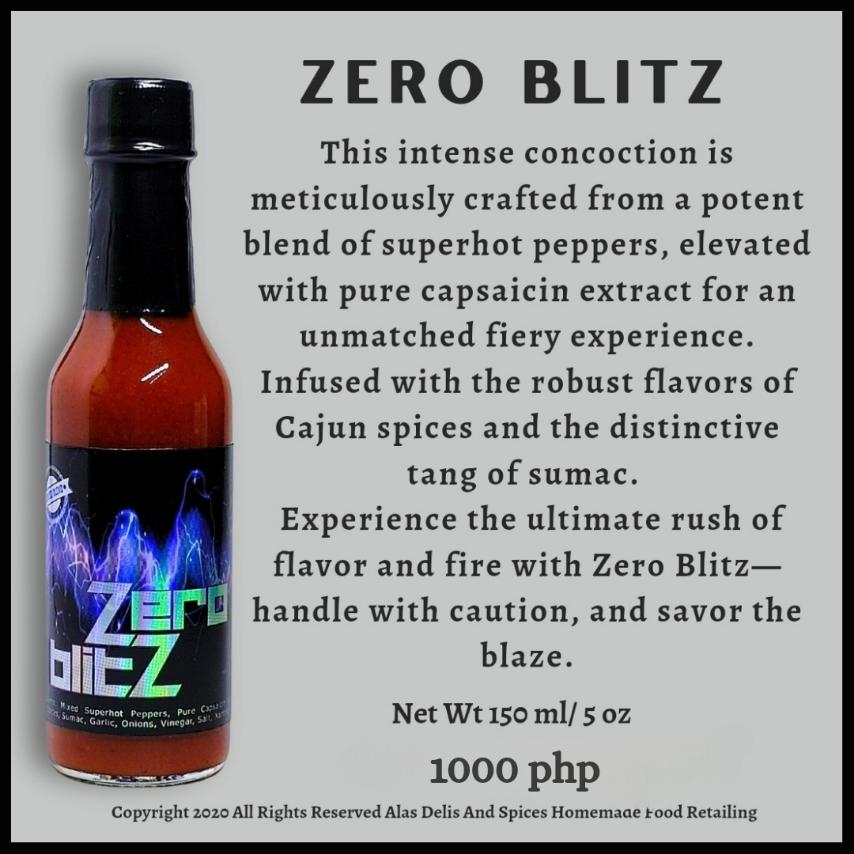 ZERO BLITZ
This intense concoction is
meticulously crafted from a potent
blend of superhot peppers, elevated
with pure capsaicin extract for an
unmatched fiery experience.
Infused with the robust flavors of
Cajun spices and the distinctive
tang of sumac.
Experience the ultimate rush of
flavor and fire with Zero Blitz—
handle with caution, and savor the
blaze.
Net Wt 150 ml/ 5 oz
1000 php
Zero
blitZ
Mixed Superhot Peppers, Pure
Sumac, Garlic, Onions, Vinegar, Salt,
Copyright 2020 All Rights Reserved Alas Delis And Spices Homemade Food Retailing